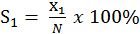 S₁ = x₁/N x 100%